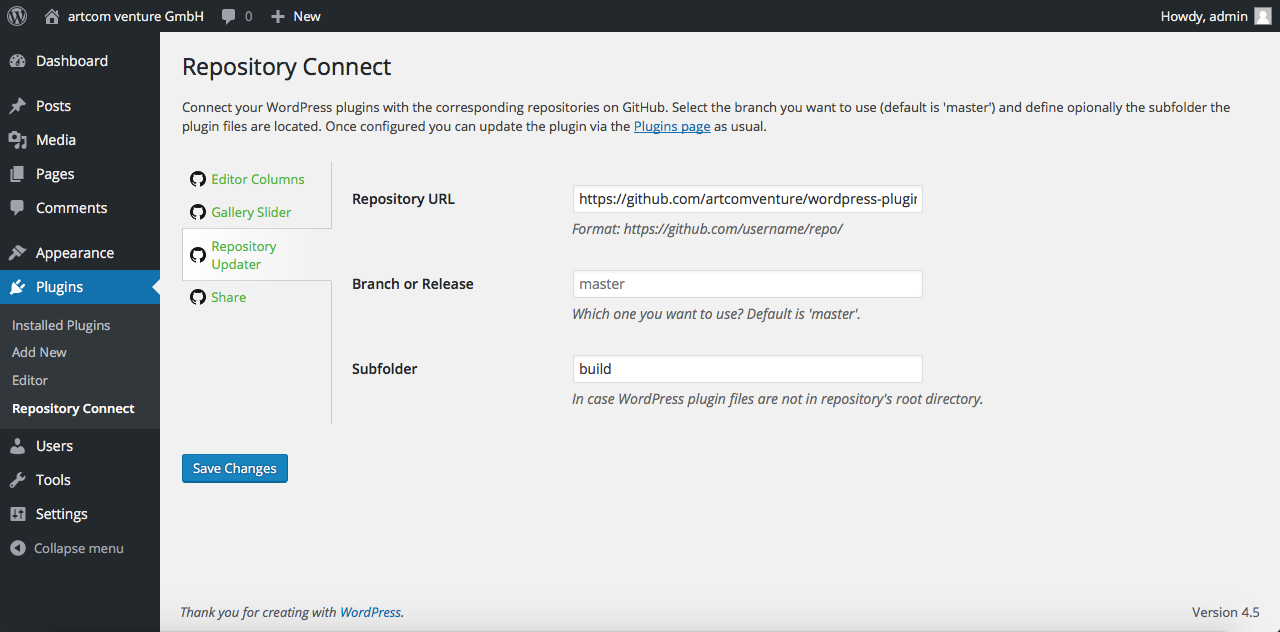 artcom venture GmbH 0 New Howdy, admin
Dashboard
Posts
Media
Pages
Comments
Appearance
Plugins
Installed Plugins
Add New
Editor
Repository Connect
Users
Tools
Settings
Collapse menu
Repository Connect
Connect your WordPress plugins with the corresponding repositories on GitHub. Select the branch you want to use (default is 'master') and define opionally the subfolder the
plugin files are located. Once configured you can update the plugin via the Plugins page as usual.
Editor Columns
Gallery Slider
Repository
Updater
Share
Repository URL
https://github.com/artcomventure/wordpress-plugin
Format: https://github.com/username/repo/
Branch or Release
master
Which one you want to use? Default is 'master'.
Subfolder
build
In case WordPress plugin files are not in repository's root directory.
Save Changes
Thank you for creating with WordPress.
Version 4.5